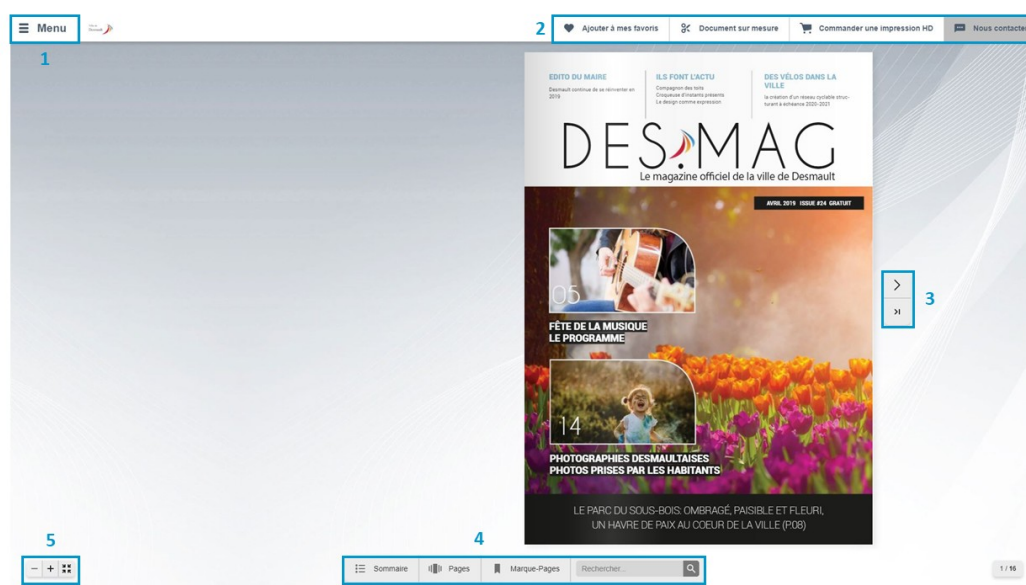 Menu
Desmault
2
Ajouter à mes favoris
Document sur mesure
Commander une impression HD
Nous contacter
1
EDITO DU MAIRE
Desmault continue de se réinventer en
2019
ILS FONT L'ACTU
Compagnon des toits
Croqueuse d'instants présents
Le design comme expression
DES VÉLOS DANS LA
VILLE
la création d'un réseau cyclable struc-
turant à échéance 2020-2021
DES.MAG
Le magazine officiel de la ville de Desmault
AVRIL 2019 ISSUE #24 GRATUIT
05
FÊTE DE LA MUSIQUE
LE PROGRAMME
3
14
PHOTOGRAPHIES DESMAULTAISES
PHOTOS PRISES PAR LES HABITANTS
LE PARC DU SOUS-BOIS: OMBRAGÉ, PAISIBLE ET FLEURI,
UN HAVRE DE PAIX AU COEUR DE LA VILLE (P.08)
5
4
Sommaire
Pages
Marque-Pages
Rechercher...
1 / 16